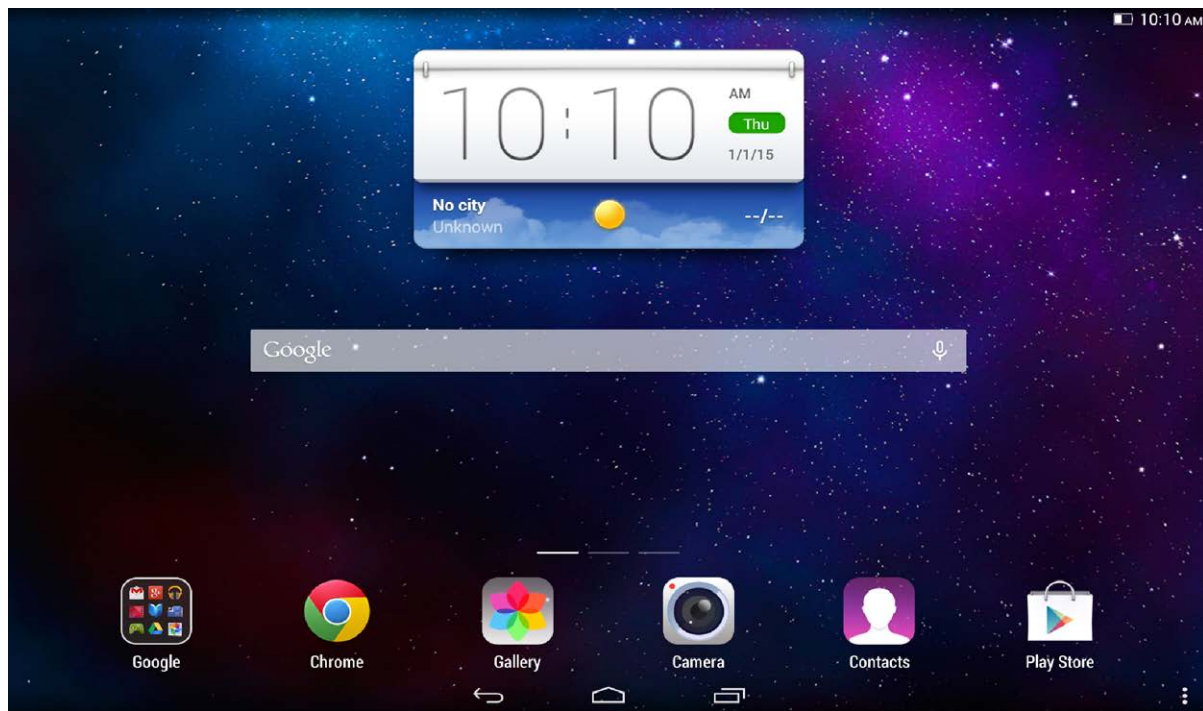 10:10 AM
10:10
AM
Thu
1/1/15
No city
Unknown
--/--
Google
Google
Chrome
Gallery
Camera
Contacts
Play Store